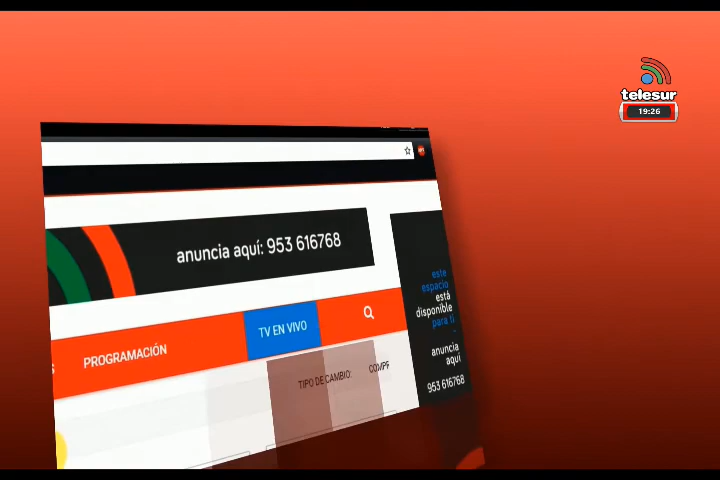 telesur
19:26
anuncia aquí: 953 616768
PROGRAMACIÓN
TV EN VIVO
TIPO DE CAMBIO:
este
espacio
está
disponible
para ti
anuncia
aquí
953 616768